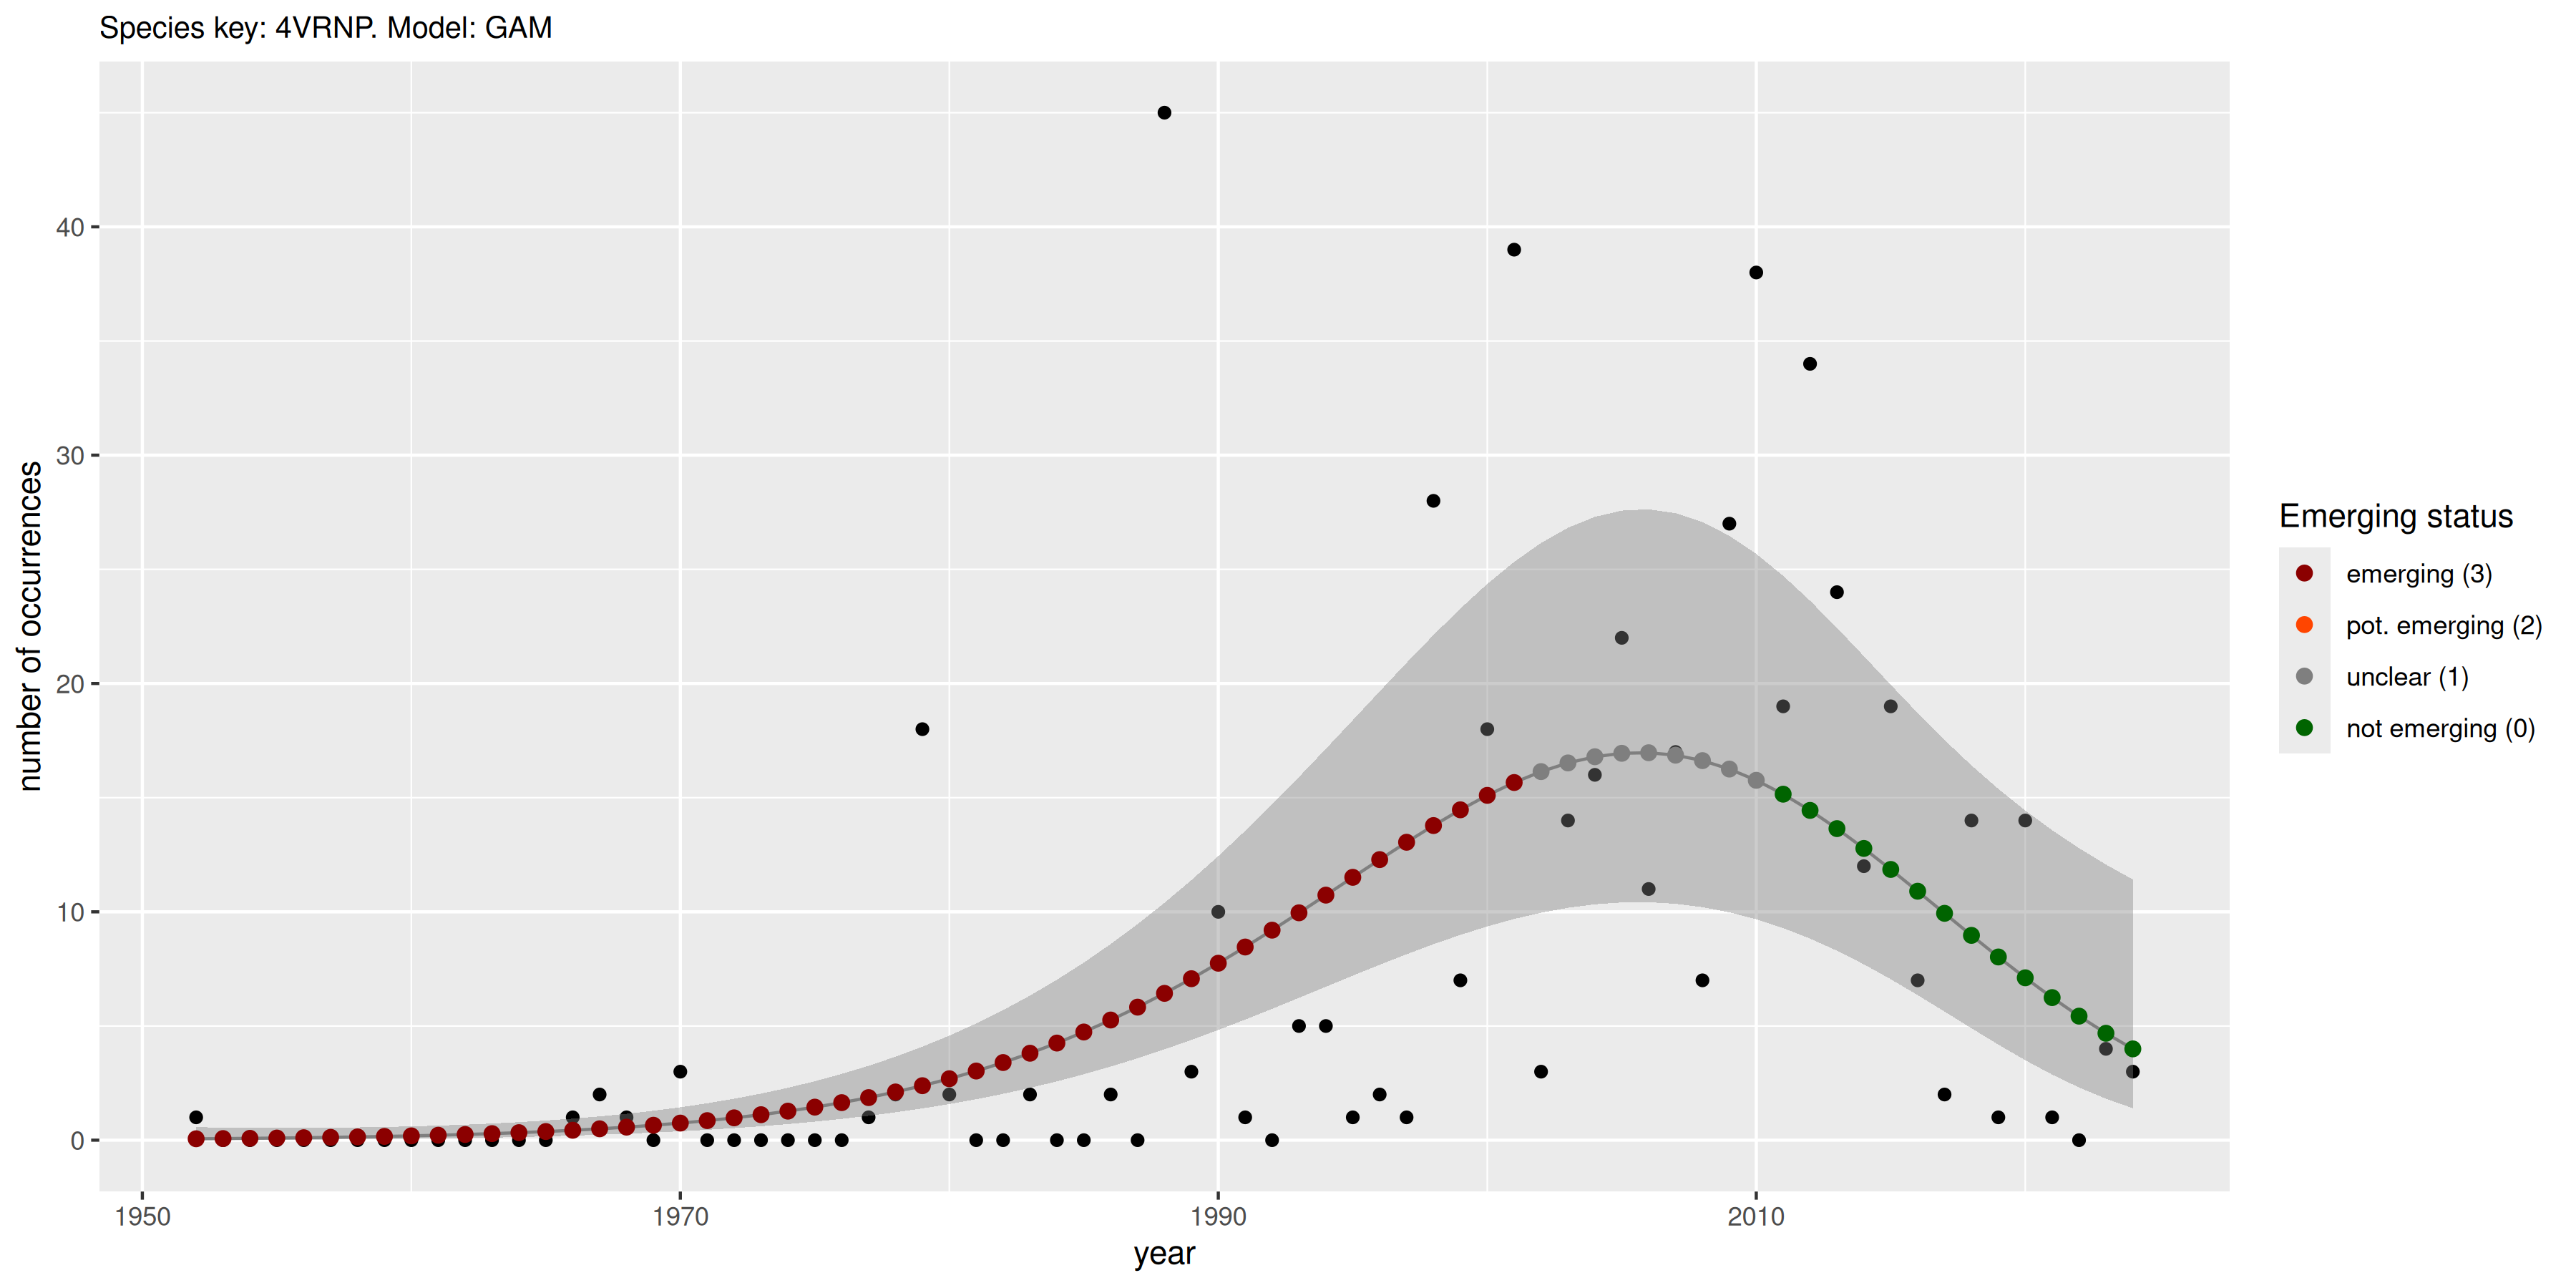 Species key: 4VRNP. Model: GAM
number of occurrences
40
30
20
10
0
1950 1970 1990 2010
year
Emerging status
emerging (3)
pot. emerging (2)
unclear (1)
not emerging (0)